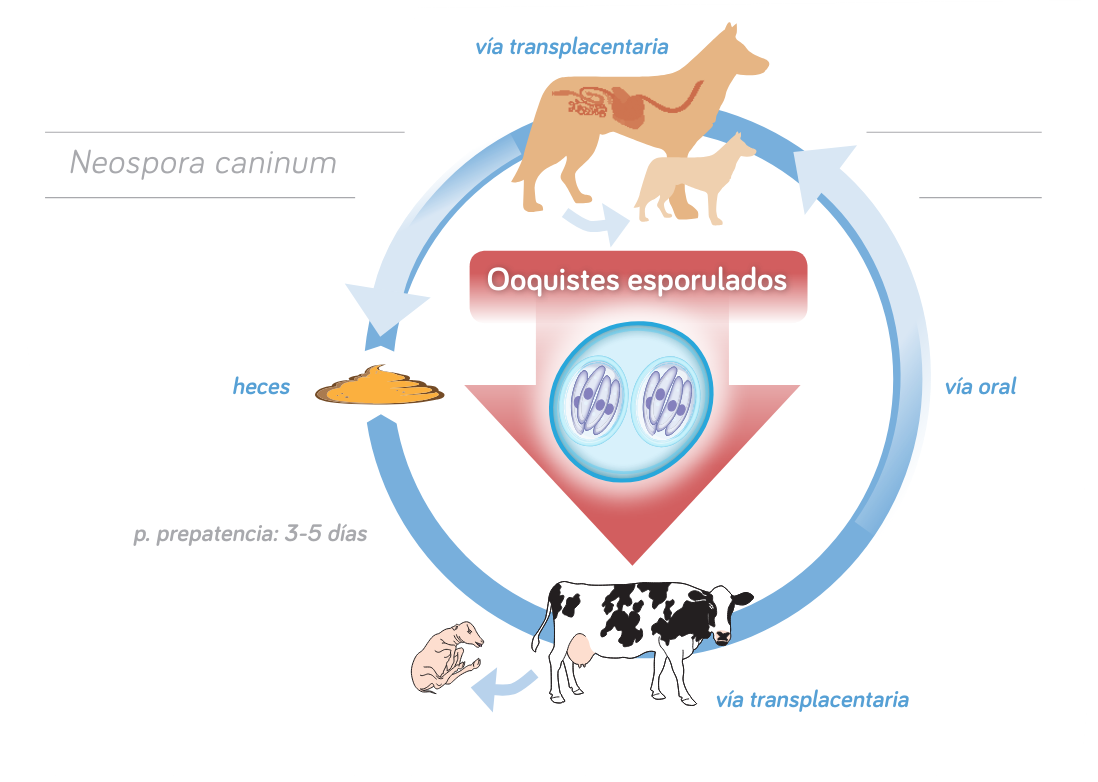 vía transplacentaria
Neospora caninum
Ooquistes esporulados
heces
vía oral
p. prepatencia: 3-5 días
vía transplacentaria